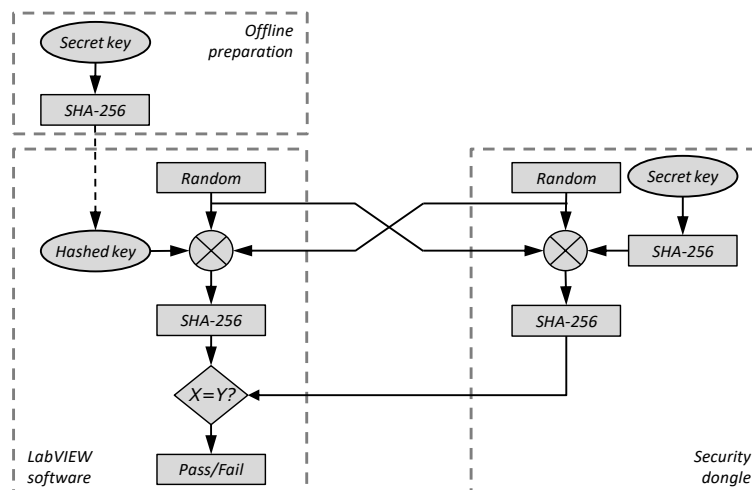 Secret key
Offline
preparation
SHA-256
Random
Random
Secret key
Hashed key
SHA-256
SHA-256
SHA-256
X=Y?
LabVIEW
software
Pass/Fail
Security
dongle